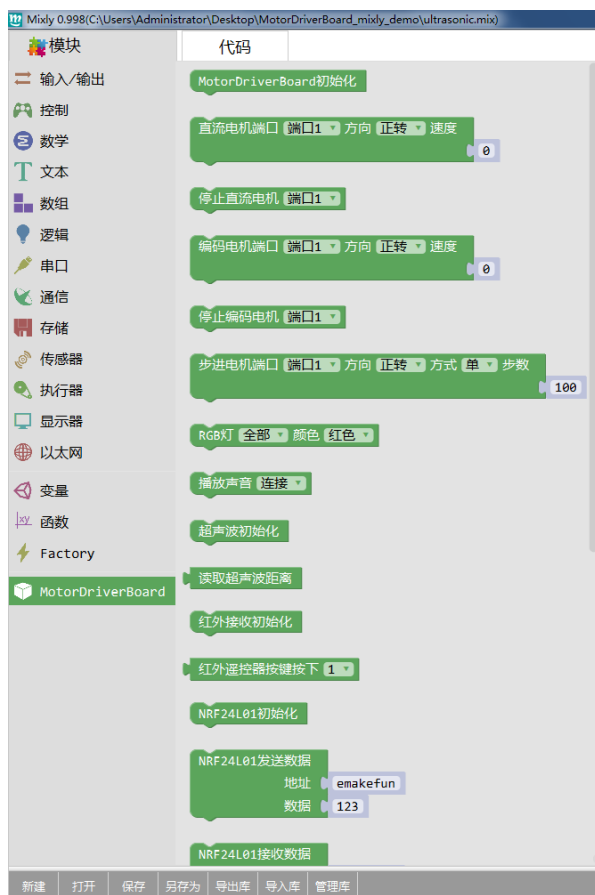 Mixly 0.998(C:\Users\Administrator\Desktop\MotorDriverBoard_mixly_demo\ultrasonic.mix)
模块
代码
输入/输出
控制
数学
文本
数组
逻辑
串口
通信
存储
传感器
执行器
显示器
以太网
变量
函数
Factory
MotorDriverBoard
MotorDriverBoard初始化
直流电机端口 端口1 方向 正转 速度
0
停止直流电机 端口1
编码电机端口 端口1 方向 正转 速度
0
停止编码电机 端口1
步进电机端口 端口1 方向 正转 方式 单 步数
100
RGB灯 全部 颜色 红色
播放声音 连接
超声波初始化
读取超声波距离
红外接收初始化
红外遥控器按键按下 1
NRF24L01初始化
NRF24L01发送数据
地址 emakefun
数据 123
NRF24L01接收数据
新建 打开 保存 另存为 导出库 导入库 管理库